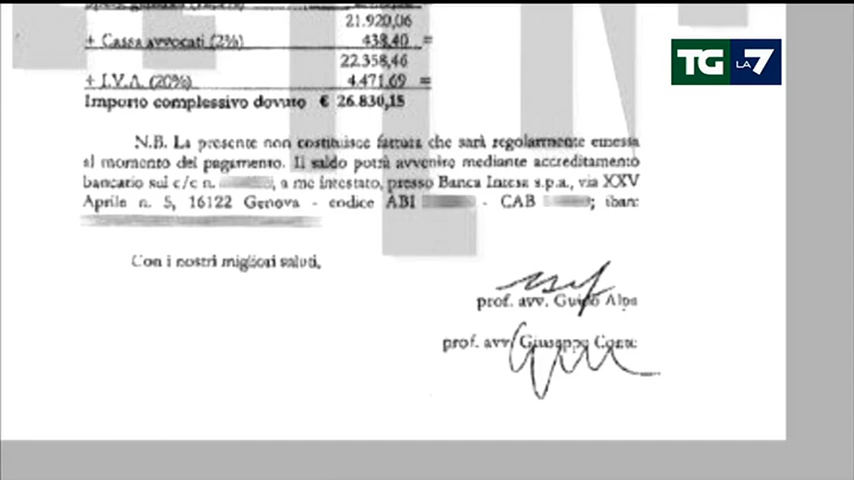 21.920,06
+ Cassa avvocati (2%) 438,40 =
22.358,46
+ I.V.A. (20%) 4.471,69 =
Importo complessivo dovuto € 26.830,15
TG LA7
N.B. La presente non costituisce fattura che sarà regolarmente emessa
al momento del pagamento. Il saldo potrà avvenire mediante accreditamento
bancario sul c/c n. , a me intestato, presso Banca Intesa s.p.a., via XXV
Aprile n. 5, 16122 Genova - codice ABI - CAB ; iban:
Con i nostri migliori saluti,
prof. avv. Guido Alpa
prof. avv. Giuseppe Conte